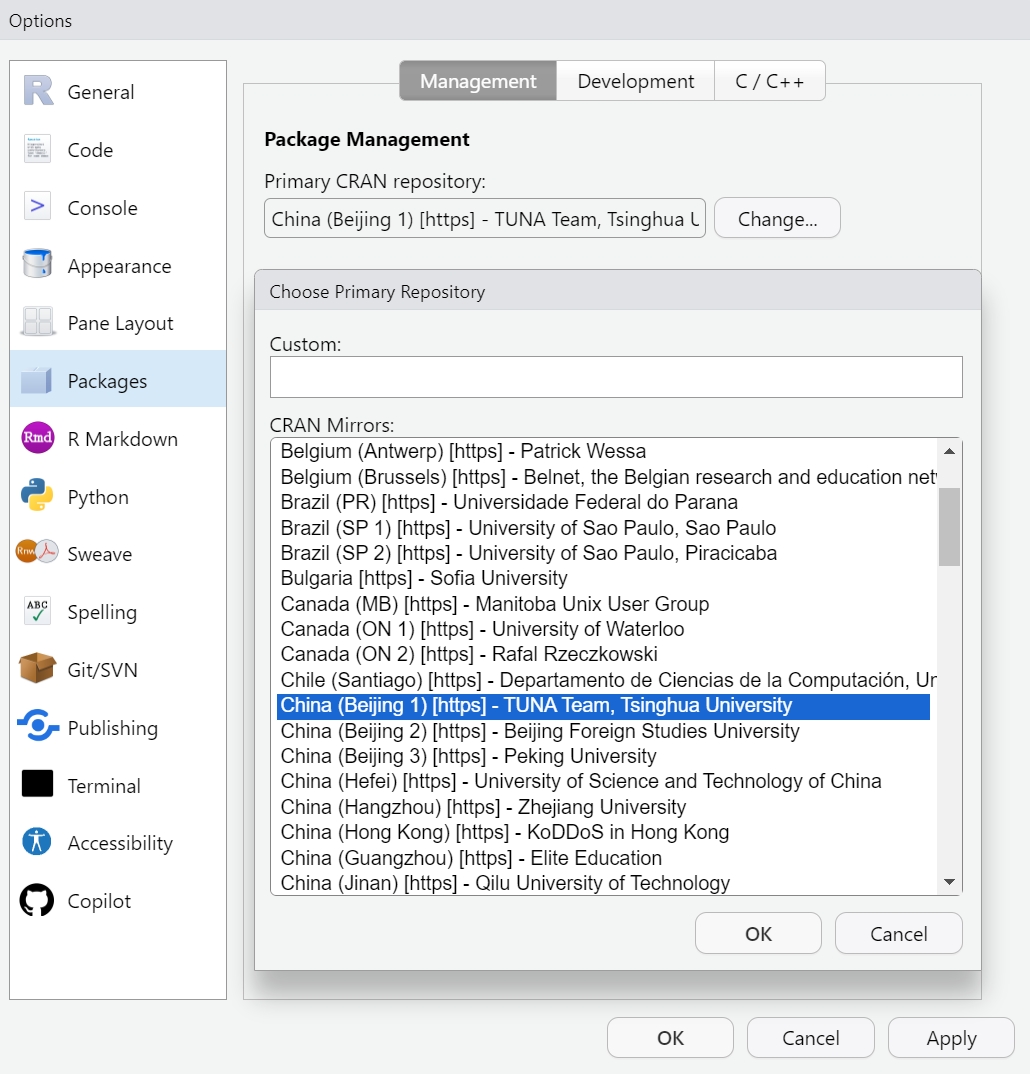 Options
General
Code
Console
Appearance
Pane Layout
Packages
Rmd
R Markdown
Python
Rnw
Sweave
ABC
Spelling
Git/SVN
Publishing
Terminal
Accessibility
Copilot
Management
Development
C / C++
Package Management
Primary CRAN repository:
China (Beijing 1) [https] - TUNA Team, Tsinghua U
Change...
Choose Primary Repository
Custom:
CRAN Mirrors:
Belgium (Antwerp) [https] - Patrick Wessa
Belgium (Brussels) [https] - Belnet, the Belgian research and education net
Brazil (PR) [https] - Universidade Federal do Parana
Brazil (SP 1) [https] - University of Sao Paulo, Sao Paulo
Brazil (SP 2) [https] - University of Sao Paulo, Piracicaba
Bulgaria [https] - Sofia University
Canada (MB) [https] - Manitoba Unix User Group
Canada (ON 1) [https] - University of Waterloo
Canada (ON 2) [https] - Rafal Rzeczkowski
Chile (Santiago) [https] - Departamento de Ciencias de la Computación, Un
China (Beijing 1) [https] - TUNA Team, Tsinghua University
China (Beijing 2) [https] - Beijing Foreign Studies University
China (Beijing 3) [https] - Peking University
China (Hefei) [https] - University of Science and Technology of China
China (Hangzhou) [https] - Zhejiang University
China (Hong Kong) [https] - KoDDoS in Hong Kong
China (Guangzhou) [https] - Elite Education
China (Jinan) [https] - Qilu University of Technology
OK
Cancel
OK
Cancel
Apply